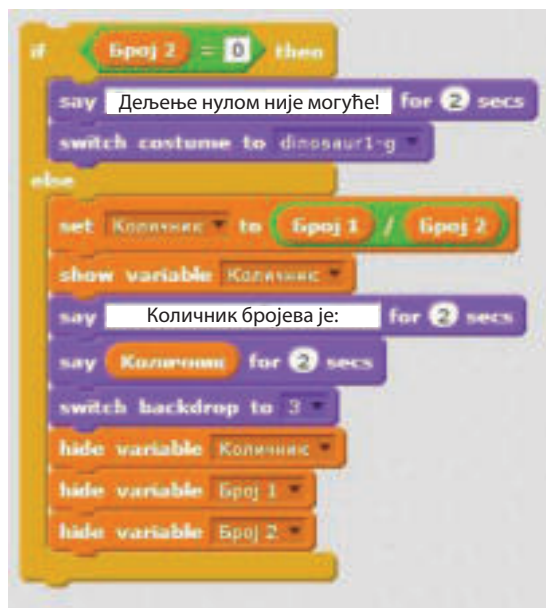 if Број 2 = 0 then
say Дељење нулом није могуће! for 2 secs
switch costume to dinosaur1-g
else
set Количник to Број 1 / Број 2
show variable Количник
say Количник бројева је: for 2 secs
say Количник for 2 secs
switch backdrop to 3
hide variable Количник
hide variable Број 1
hide variable Број 2